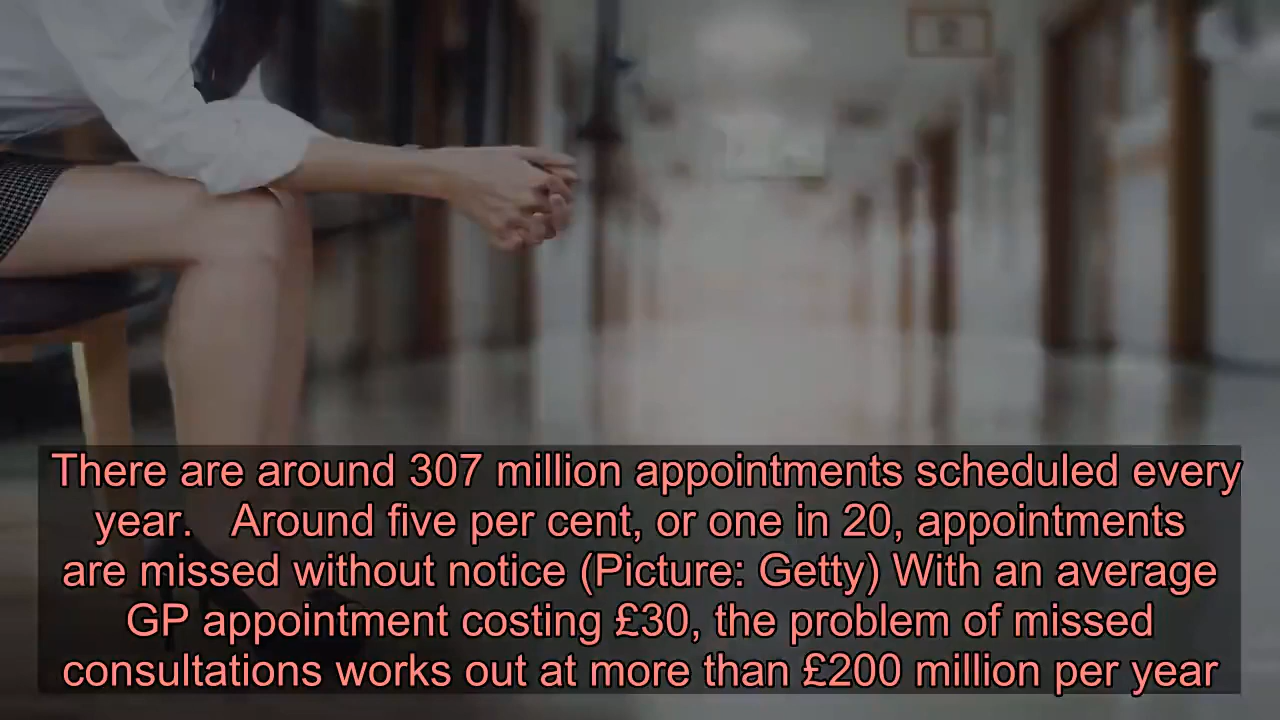 There are around 307 million appointments scheduled every
year.   Around five per cent, or one in 20, appointments
are missed without notice (Picture: Getty) With an average
GP appointment costing £30, the problem of missed
consultations works out at more than £200 million per year